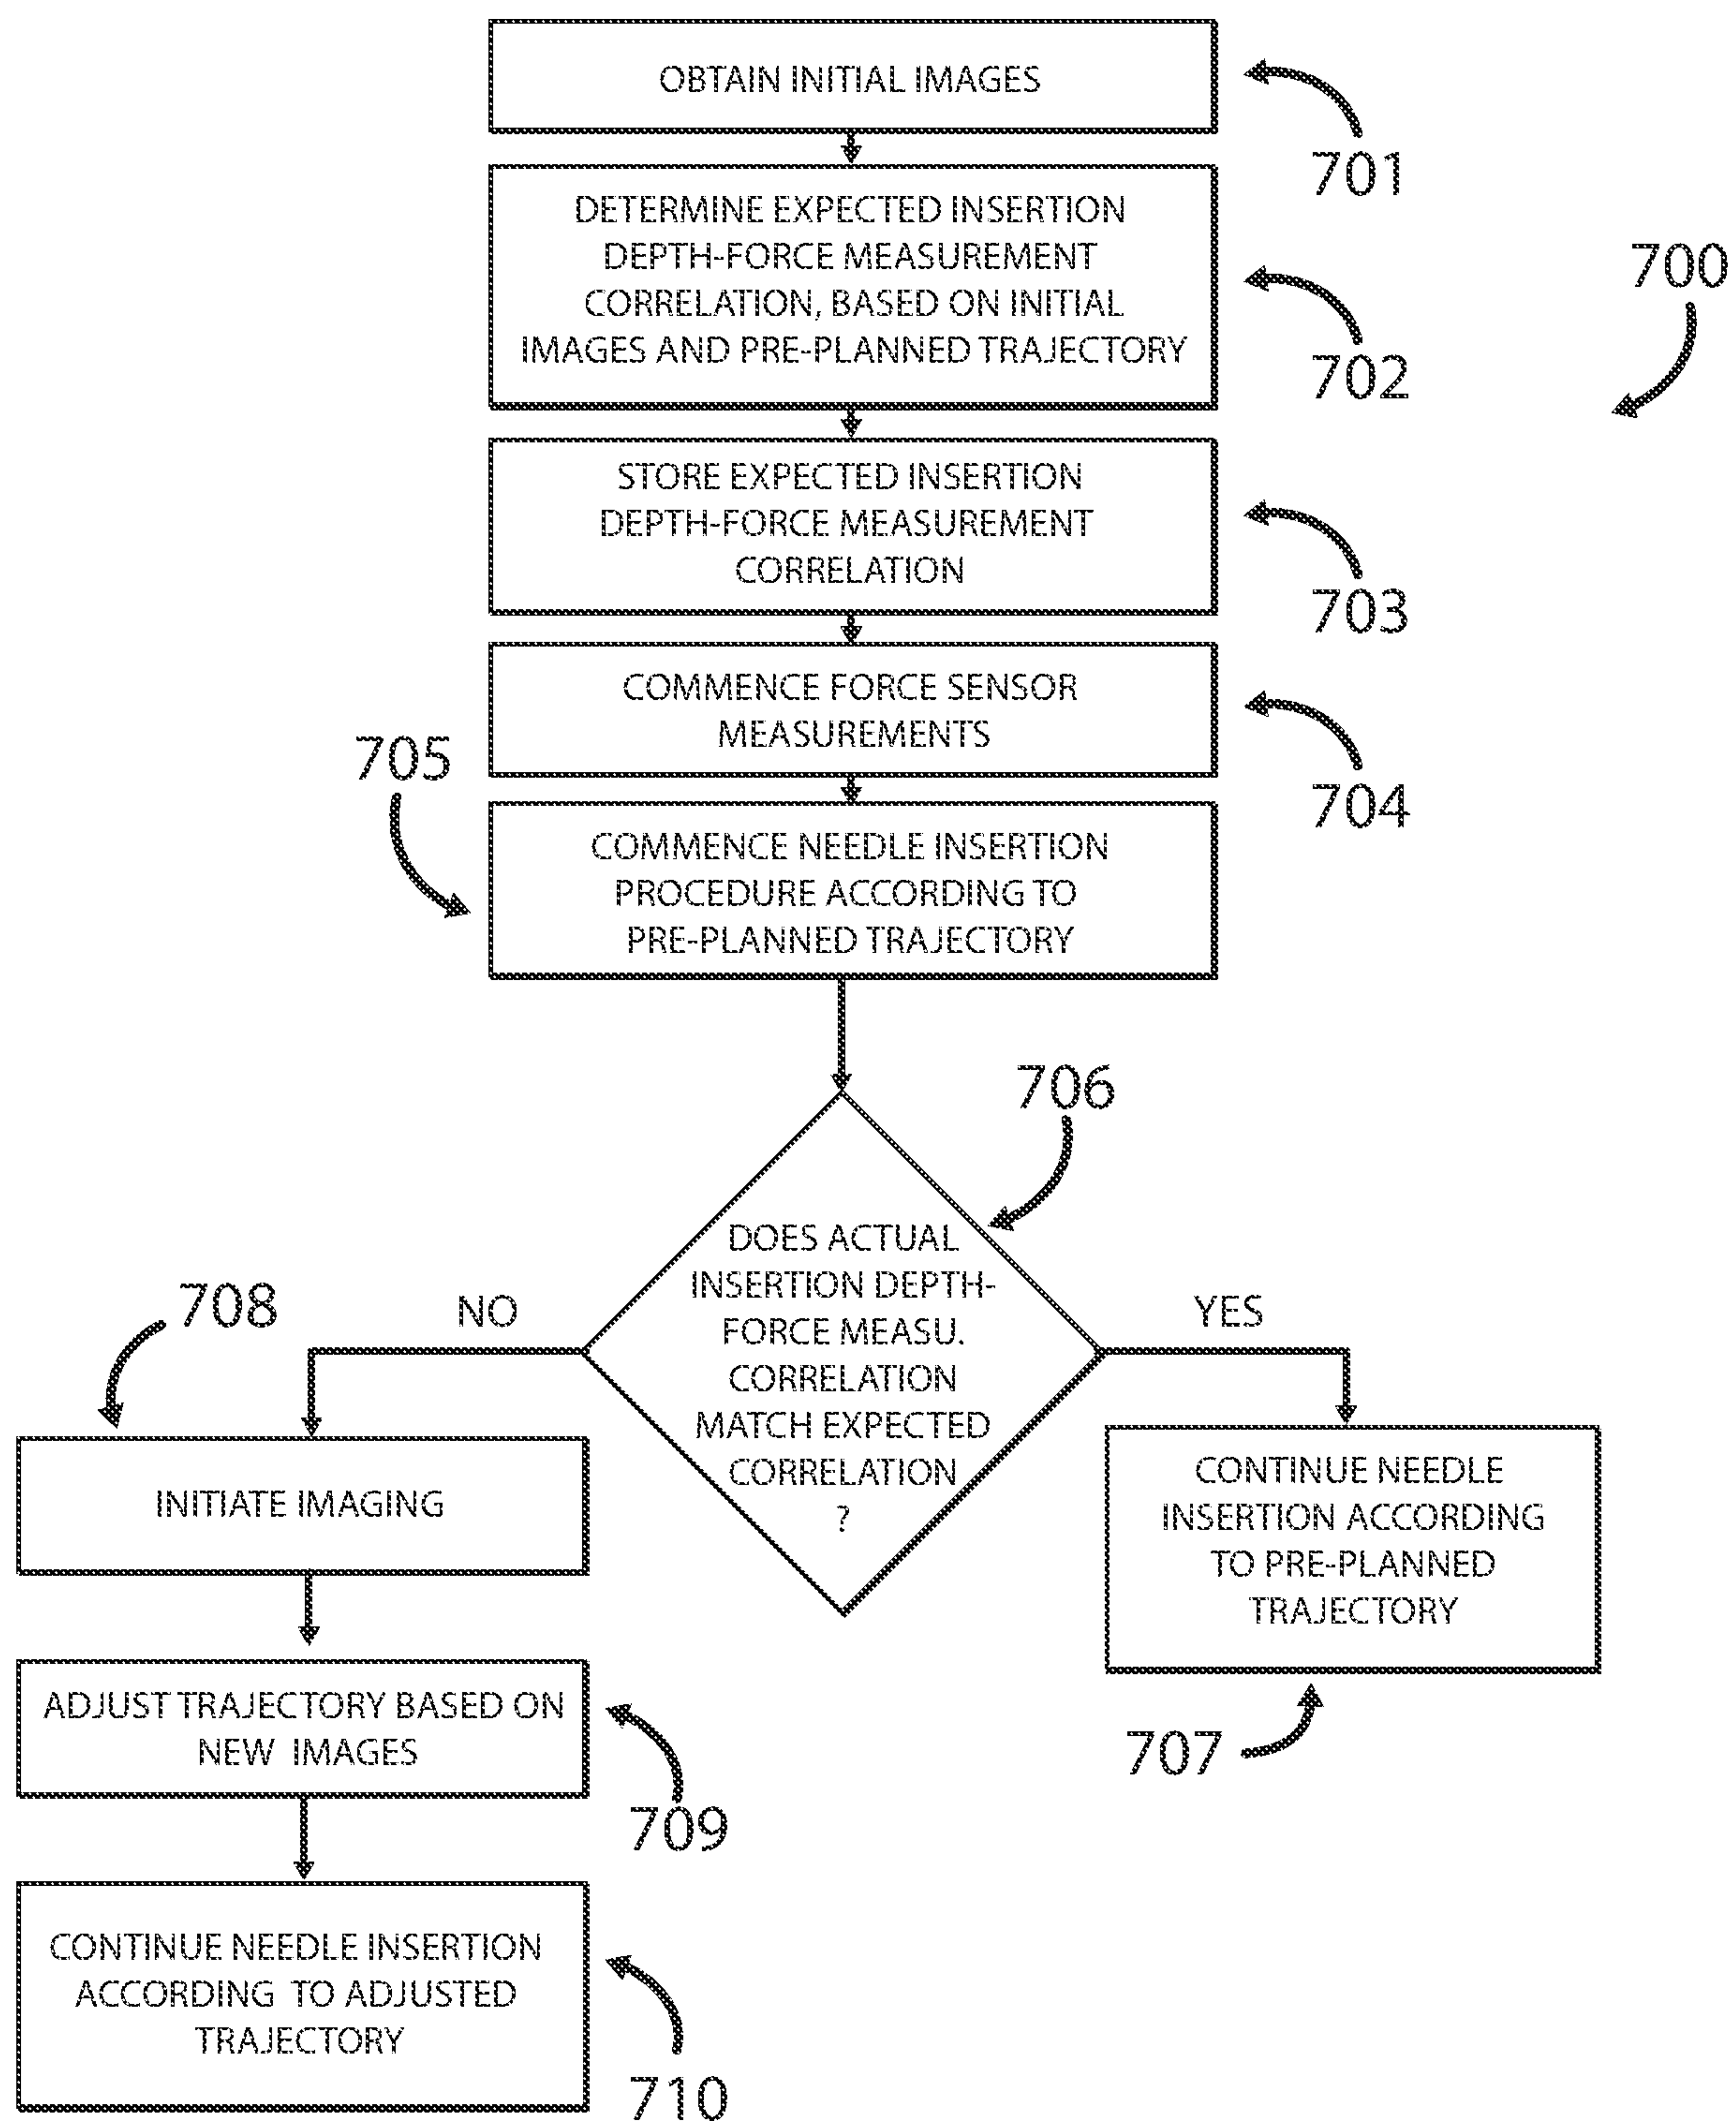 OBTAIN INITIAL IMAGES
701
DETERMINE EXPECTED INSERTION
DEPTH-FORCE MEASUREMENT
CORRELATION, BASED ON INITIAL
IMAGES AND PRE-PLANNED TRAJECTORY
702
700
STORE EXPECTED INSERTION
DEPTH-FORCE MEASUREMENT
CORRELATION
703
COMMENCE FORCE SENSOR
MEASUREMENTS
704
705
COMMENCE NEEDLE INSERTION
PROCEDURE ACCORDING TO
PRE-PLANNED TRAJECTORY
706
DOES ACTUAL
INSERTION DEPTH-
FORCE MEASU.
CORRELATION
MATCH EXPECTED
CORRELATION
?
NO
YES
708
INITIATE IMAGING
CONTINUE NEEDLE
INSERTION ACCORDING
TO PRE-PLANNED
TRAJECTORY
707
ADJUST TRAJECTORY BASED ON
NEW IMAGES
709
CONTINUE NEEDLE INSERTION
ACCORDING TO ADJUSTED
TRAJECTORY
710